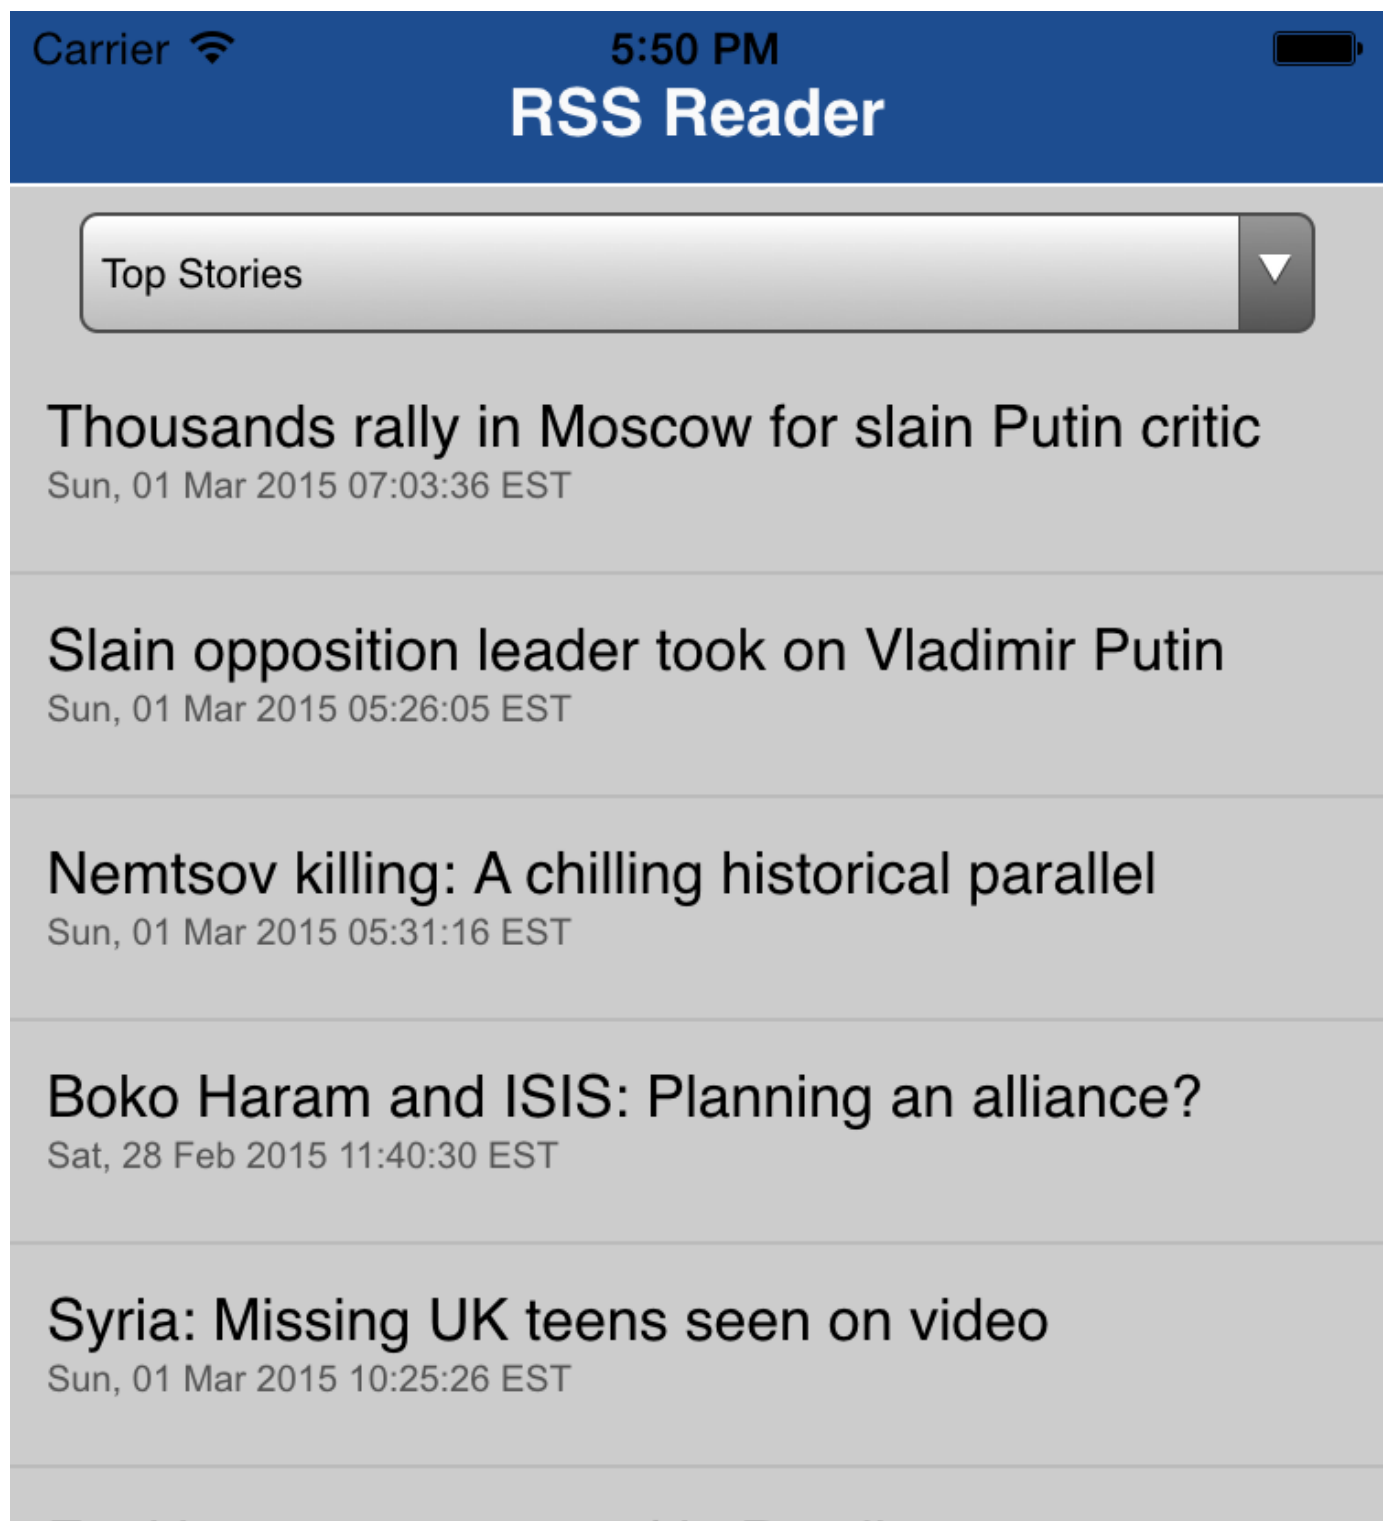 Carrier
5:50 PM
RSS Reader
Top Stories
Thousands rally in Moscow for slain Putin critic
Sun, 01 Mar 2015 07:03:36 EST
Slain opposition leader took on Vladimir Putin
Sun, 01 Mar 2015 05:26:05 EST
Nemtsov killing: A chilling historical parallel
Sun, 01 Mar 2015 05:31:16 EST
Boko Haram and ISIS: Planning an alliance?
Sat, 28 Feb 2015 11:40:30 EST
Syria: Missing UK teens seen on video
Sun, 01 Mar 2015 10:25:26 EST